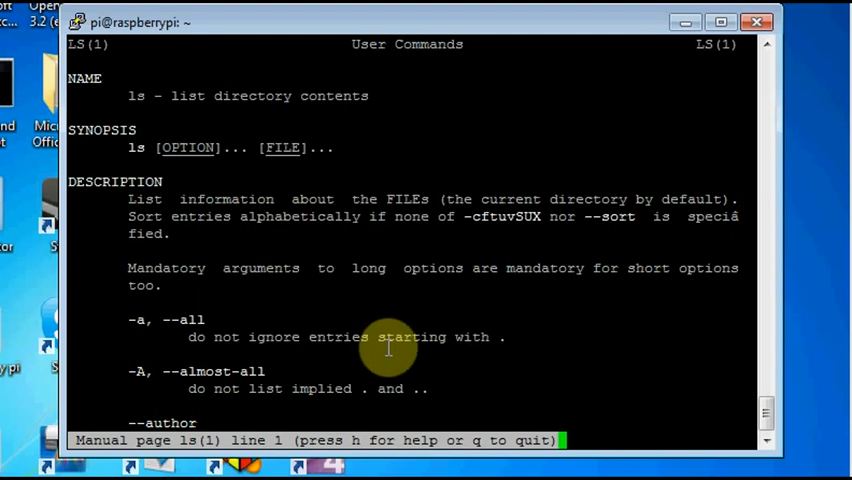 Open
3.2 (
pi@raspberrypi: ~
LS(1) User Commands LS(1)
NAME
ls - list directory contents
SYNOPSIS
ls [OPTION]... [FILE]...
DESCRIPTION
List information about the FILEs (the current directory by default).
Sort entries alphabetically if none of -cftuvSUX nor --sort is speciâ
fied.
Mandatory arguments to long options are mandatory for short options
too.
-a, --all
do not ignore entries starting with .
-A, --almost-all
do not list implied . and ..
--author
Manual page ls(1) line 1 (press h for help or q to quit)